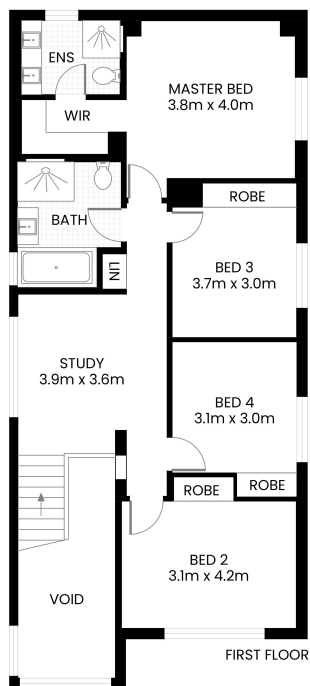 ENS
MASTER BED
3.8m x 4.0m
WIR
ROBE
BATH
LIN
BED 3
3.7m x 3.0m
STUDY
3.9m x 3.6m
BED 4
3.1m x 3.0m
ROBE
ROBE
BED 2
3.1m x 4.2m
VOID
FIRST FLOOR